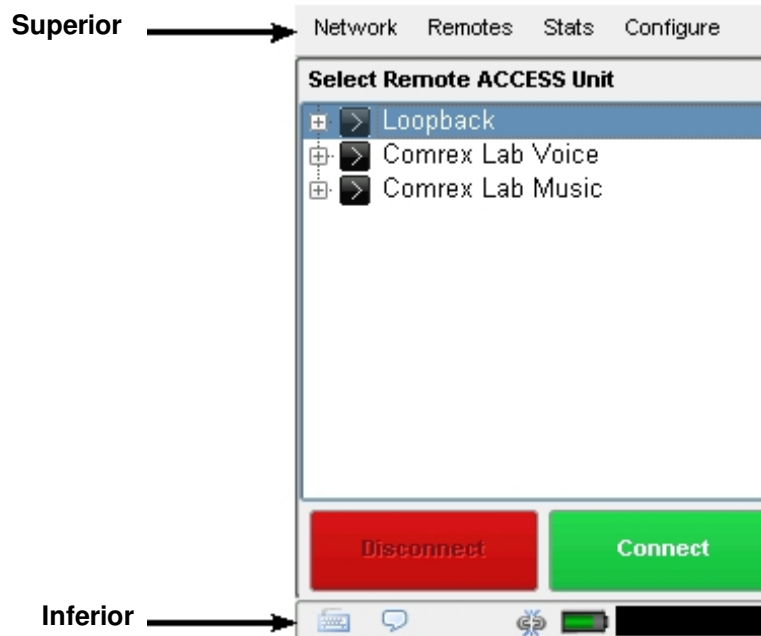 Superior
Network Remotes Stats Configure
Select Remote ACCESS Unit
Loopback
Comrex Lab Voice
Comrex Lab Music
Disconnect Connect
Inferior